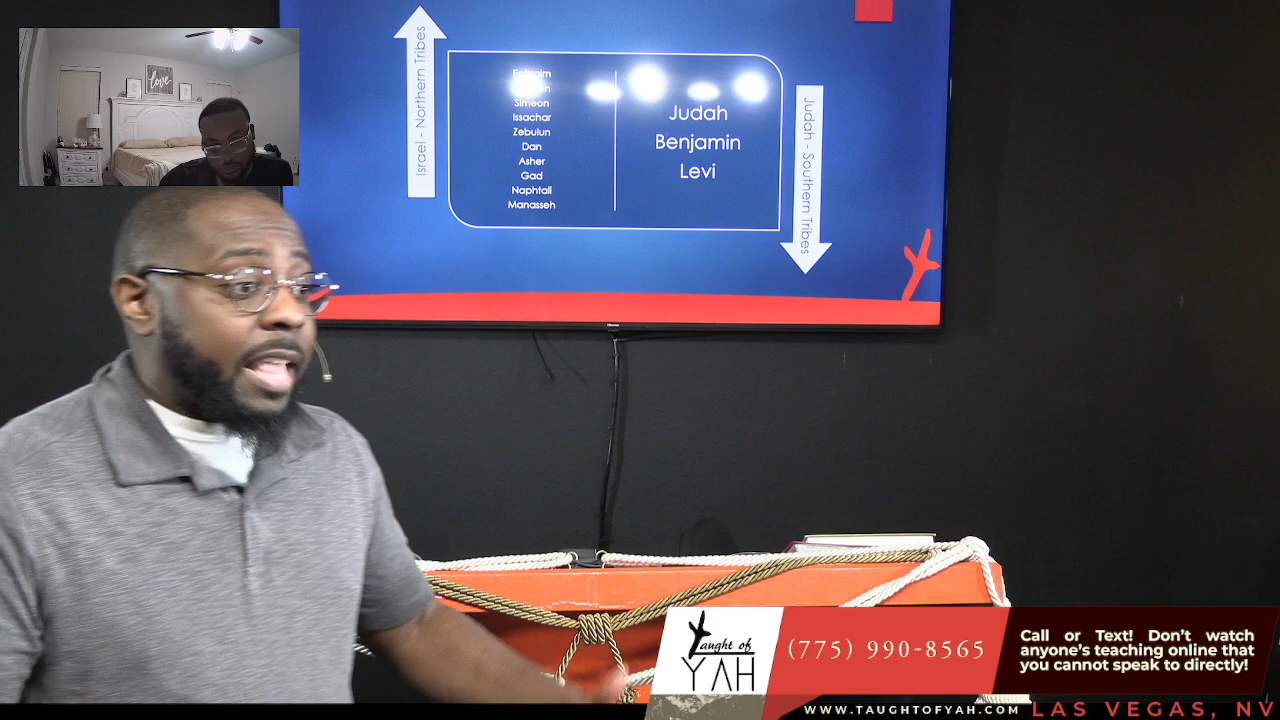 love
Israel - Northern Tribes
Ephraim
Simeon
Issachar
Zebulun
Dan
Asher
Gad
Naphtali
Manasseh
Judah
Benjamin
Levi
Judah - Southern Tribes
Hisense
Taught of
YAH
(775) 990-8565
Call or Text! Don't watch
anyone's teaching online that
you cannot speak to directly!
WWW.TAUGHTOFYAH.COM
LAS VEGAS, NV